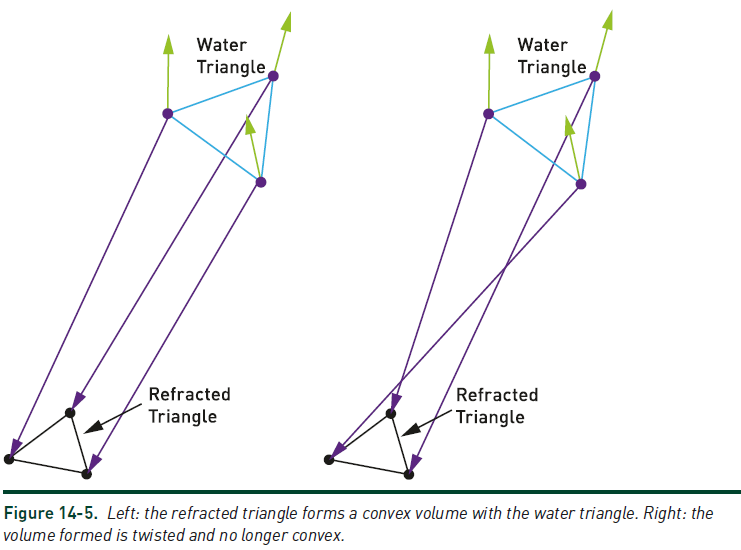 Water
Triangle
Water
Triangle
Refracted
Triangle
Refracted
Triangle
Figure 14-5. Left: the refracted triangle forms a convex volume with the water triangle. Right: the
volume formed is twisted and no longer convex.